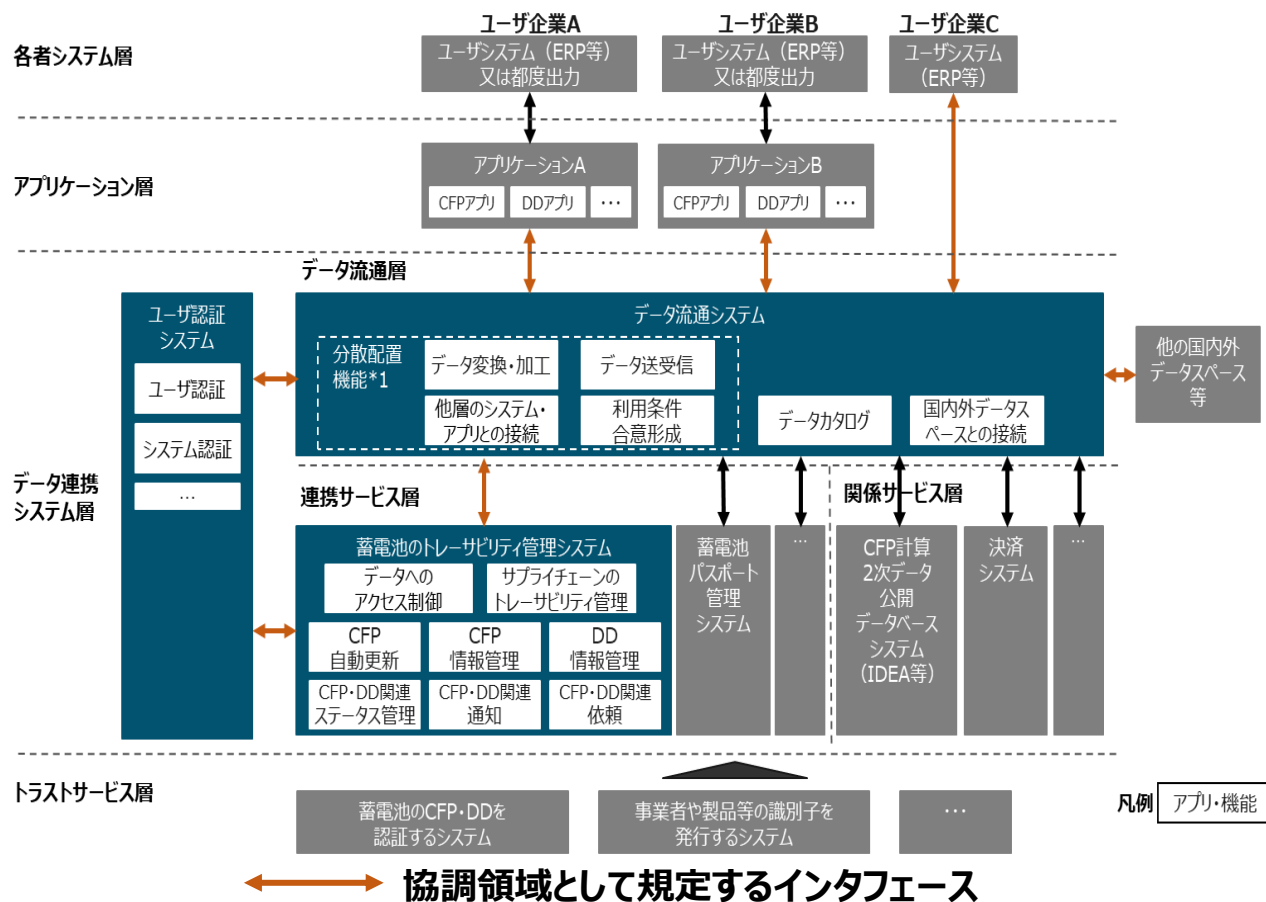 ユーザ企業A
ユーザ企業B
ユーザ企業C
各者システム層
ユーザシステム（ERP等）
又は都度出力
ユーザシステム（ERP等）
又は都度出力
ユーザシステム
（ERP等）
アプリケーション層
アプリケーションA
CFPアプリ
DDアプリ
…
アプリケーションB
CFPアプリ
DDアプリ
…
データ流通層
データ連携
システム層
ユーザ認証
システム
ユーザ認証
システム認証
…
データ流通システム
分散配置
機能*1
データ変換・加工
データ送受信
他層のシステム・
アプリとの接続
利用条件
合意形成
データカタログ
国内外データス
ペースとの接続
他の国内外
データスペース
等
連携サービス層
関係サービス層
蓄電池のトレーサビリティ管理システム
データへの
アクセス制御
サプライチェーンの
トレーサビリティ管理
CFP
自動更新
CFP
情報管理
DD
情報管理
CFP・DD関連
ステータス管理
CFP・DD関連
通知
CFP・DD関連
依頼
蓄電池
パスポート
管理
システム
…
CFP計算
2次データ
公開
データベース
システム
（IDEA等）
決済
システム
…
トラストサービス層
蓄電池のCFP・DDを
認証するシステム
事業者や製品等の識別子を
発行するシステム
…
凡例
アプリ・機能
協調領域として規定するインタフェース